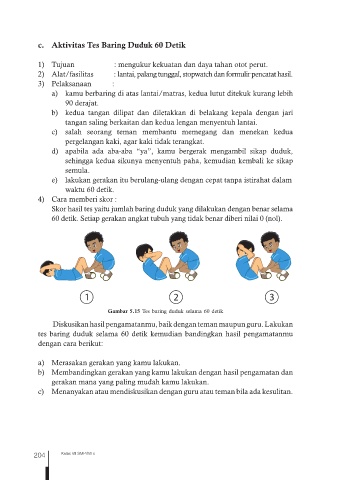 c. Aktivitas Tes Baring Duduk 60 Detik
1) Tujuan : mengukur kekuatan dan daya tahan otot perut.
2) Alat/fasilitas : lantai, palang tunggal, stopwatch dan formulir pencatat hasil.
3) Pelaksanaan :
a) kamu berbaring di atas lantai/matras, kedua lutut ditekuk kurang lebih
90 derajat.
b) kedua tangan dilipat dan diletakkan di belakang kepala dengan jari
tangan saling berkaitan dan kedua lengan menyentuh lantai.
c) salah seorang teman membantu memegang dan menekan kedua
pergelangan kaki, agar kaki tidak terangkat.
d) apabila ada aba-aba “ya”, kamu bergerak mengambil sikap duduk,
sehingga kedua sikunya menyentuh paha, kemudian kembali ke sikap
semula.
e) lakukan gerakan itu berulang-ulang dengan cepat tanpa istirahat dalam
waktu 60 detik.
4) Cara memberi skor :
Skor hasil tes yaitu jumlah baring duduk yang dilakukan dengan benar selama
60 detik. Setiap gerakan angkat tubuh yang tidak benar diberi nilai 0 (nol).
1 2 3
Gambar 5.15 Tes baring duduk selama 60 detik
Diskusikan hasil pengamatanmu, baik dengan teman maupun guru. Lakukan
tes baring duduk selama 60 detik kemudian bandingkan hasil pengamatanmu
dengan cara berikut:
a) Merasakan gerakan yang kamu lakukan.
b) Membandingkan gerakan yang kamu lakukan dengan hasil pengamatan dan
gerakan mana yang paling mudah kamu lakukan.
c) Menanyakan atau mendiskusikan dengan guru atau teman bila ada kesulitan.
204 Kelas VII SMP/MTs